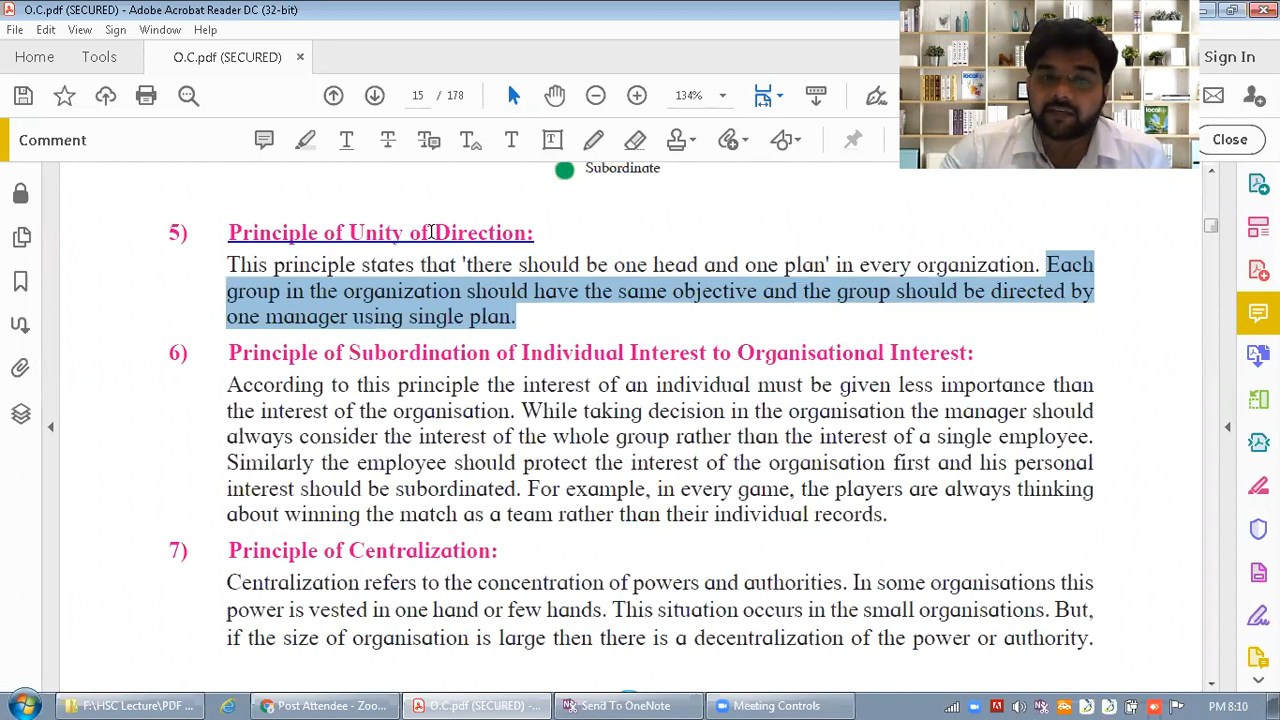 O.C.pdf (SECURED) - Adobe Acrobat Reader DC (32-bit)
File Edit View Sign Window Help
Home Tools O.C.pdf (SECURED) × Sign In
15 / 178 134%
Comment Close
Subordinate
5) Principle of Unity of Direction:
This principle states that 'there should be one head and one plan' in every organization. Each
group in the organization should have the same objective and the group should be directed by
one manager using single plan.
6) Principle of Subordination of Individual Interest to Organisational Interest:
According to this principle the interest of an individual must be given less importance than
the interest of the organisation. While taking decision in the organisation the manager should
always consider the interest of the whole group rather than the interest of a single employee.
Similarly the employee should protect the interest of the organisation first and his personal
interest should be subordinated. For example, in every game, the players are always thinking
about winning the match as a team rather than their individual records.
7) Principle of Centralization:
Centralization refers to the concentration of powers and authorities. In some organisations this
power is vested in one hand or few hands. This situation occurs in the small organisations. But,
if the size of organisation is large then there is a decentralization of the power or authority.
F:\HSC Lecture\PDF ... Post Attendee - Zoo... O.C.pdf (SECURED) -... Send To OneNote Meeting Controls PM 8:10